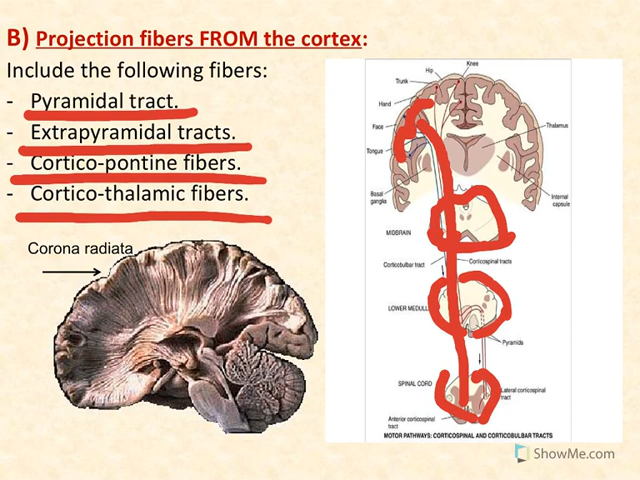 B) Projection fibers FROM the cortex:
Include the following fibers:
- Pyramidal tract.
- Extrapyramidal tracts.
- Cortico-pontine fibers.
- Cortico-thalamic fibers.
Corona radiata
Knee
Hip
Trunk
Hand
Face
Thalamus
Tongue
Basal ganglia
Internal capsule
MIDBRAIN
Corticobulbar tract
Corticospinal tracts
LOWER MEDULL
Pyramids
SPINAL CORD
Lateral corticospinal tract
Anterior corticospinal tract
MOTOR PATHWAYS: CORTICOSPINAL AND CORTICOBULBAR TRACTS
ShowMe.com